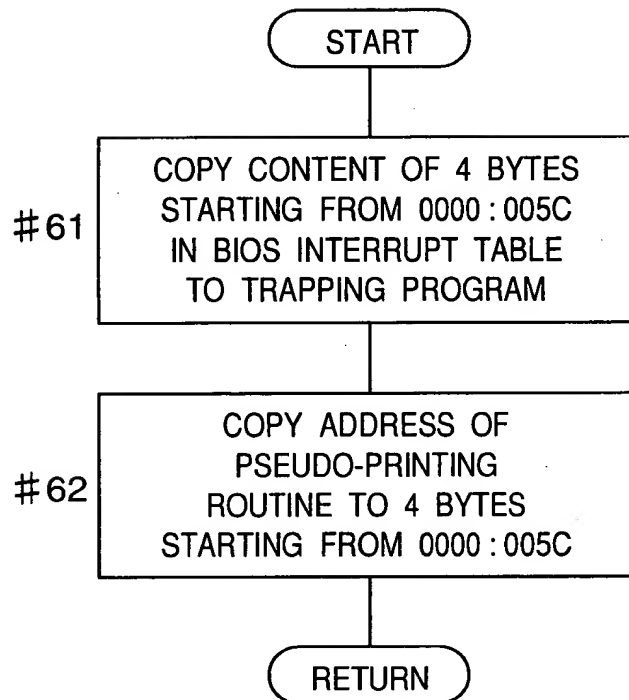 START
#61
COPY CONTENT OF 4 BYTES
STARTING FROM 0000 : 005C
IN BIOS INTERRUPT TABLE
TO TRAPPING PROGRAM
#62
COPY ADDRESS OF
PSEUDO-PRINTING
ROUTINE TO 4 BYTES
STARTING FROM 0000 : 005C
RETURN